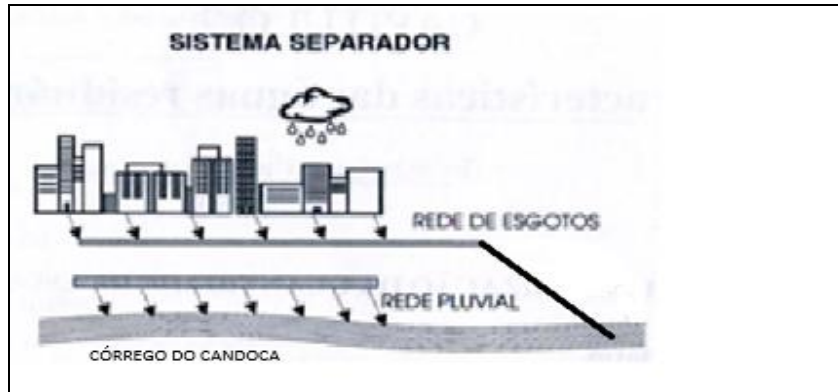 SISTEMA SEPARADOR
REDE DE ESGOTOS
REDE PLUVIAL
CÓRREGO DO CANDOCA